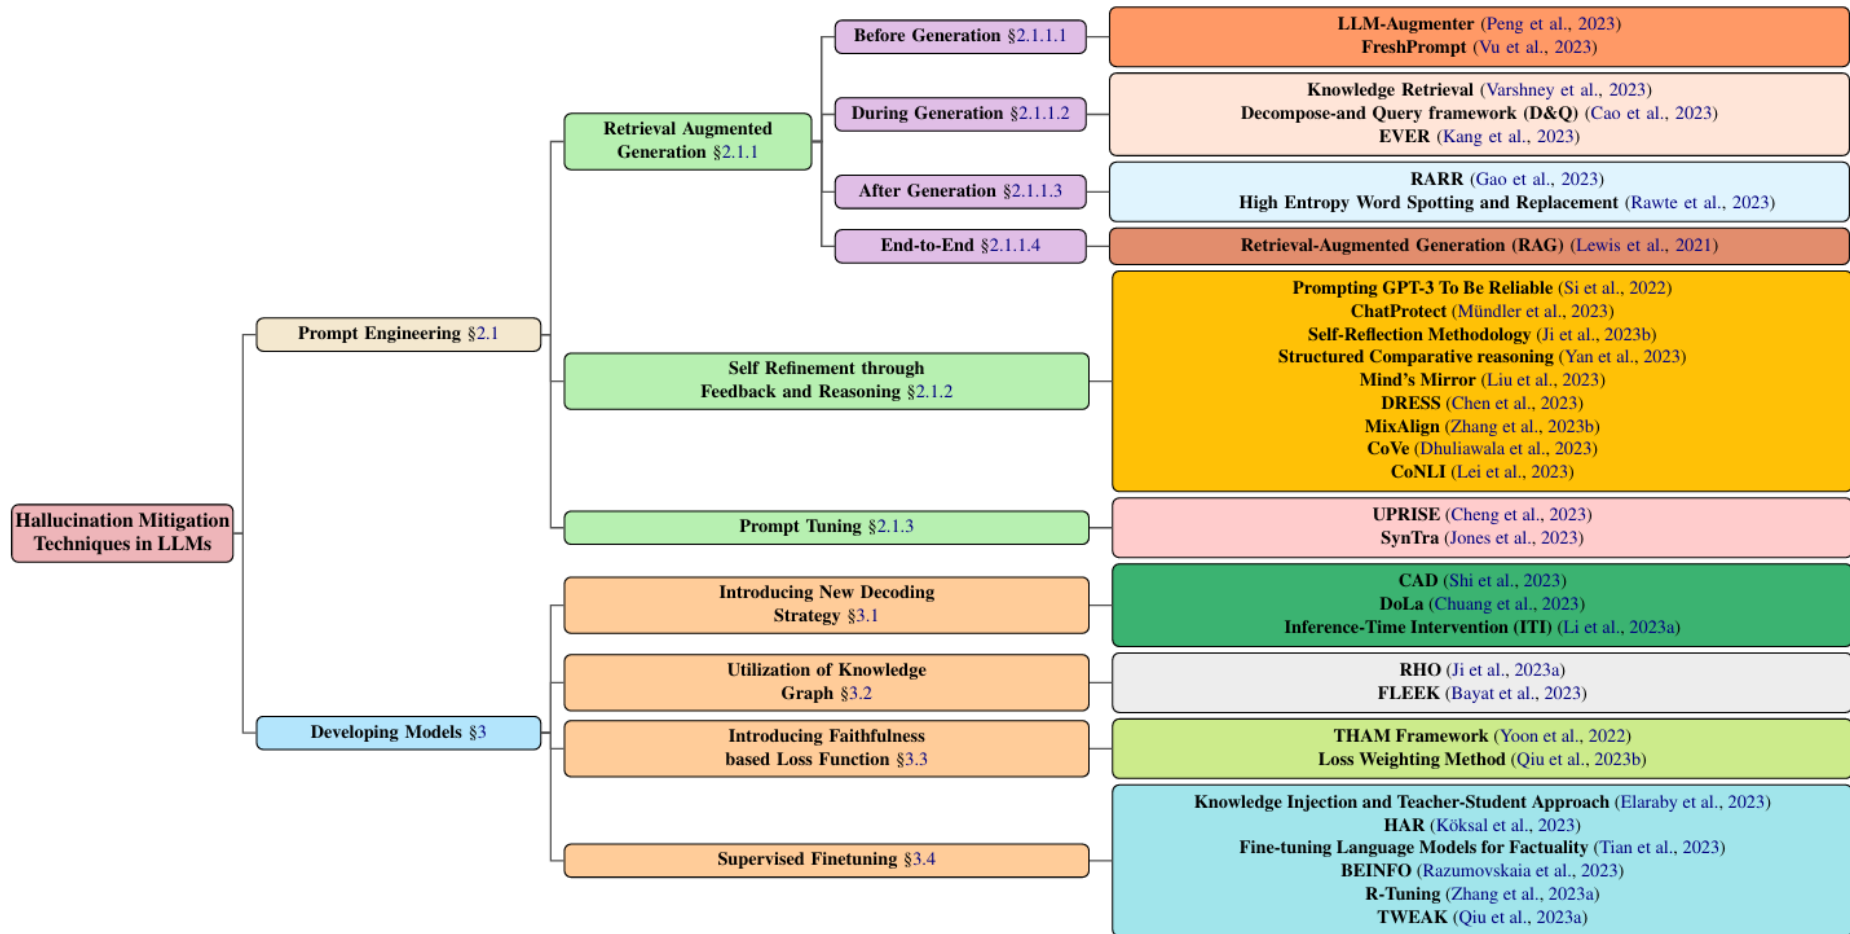 Before Generation §2.1.1.1
LLM-Augmenter (Peng et al., 2023)
FreshPrompt (Vu et al., 2023)
During Generation §2.1.1.2
Knowledge Retrieval (Varshney et al., 2023)
Decompose-and Query framework (D&Q) (Cao et al., 2023)
EVER (Kang et al., 2023)
Retrieval Augmented
Generation §2.1.1
After Generation §2.1.1.3
RARR (Gao et al., 2023)
High Entropy Word Spotting and Replacement (Rawte et al., 2023)
End-to-End §2.1.1.4
Retrieval-Augmented Generation (RAG) (Lewis et al., 2021)
Prompt Engineering §2.1
Self Refinement through
Feedback and Reasoning §2.1.2
Prompting GPT-3 To Be Reliable (Si et al., 2022)
ChatProtect (Mündler et al., 2023)
Self-Reflection Methodology (Ji et al., 2023b)
Structured Comparative reasoning (Yan et al., 2023)
Mind's Mirror (Liu et al., 2023)
DRESS (Chen et al., 2023)
MixAlign (Zhang et al., 2023b)
CoVe (Dhuliawala et al., 2023)
CoNLI (Lei et al., 2023)
Hallucination Mitigation
Techniques in LLMs
Prompt Tuning §2.1.3
UPRISE (Cheng et al., 2023)
SynTra (Jones et al., 2023)
Introducing New Decoding
Strategy §3.1
CAD (Shi et al., 2023)
DoLa (Chuang et al., 2023)
Inference-Time Intervention (ITI) (Li et al., 2023a)
Utilization of Knowledge
Graph §3.2
RHO (Ji et al., 2023a)
FLEEK (Bayat et al., 2023)
Developing Models §3
Introducing Faithfulness
based Loss Function §3.3
THAM Framework (Yoon et al., 2022)
Loss Weighting Method (Qiu et al., 2023b)
Supervised Finetuning §3.4
Knowledge Injection and Teacher-Student Approach (Elaraby et al., 2023)
HAR (Köksal et al., 2023)
Fine-tuning Language Models for Factuality (Tian et al., 2023)
BEINFO (Razumovskaia et al., 2023)
R-Tuning (Zhang et al., 2023a)
TWEAK (Qiu et al., 2023a)